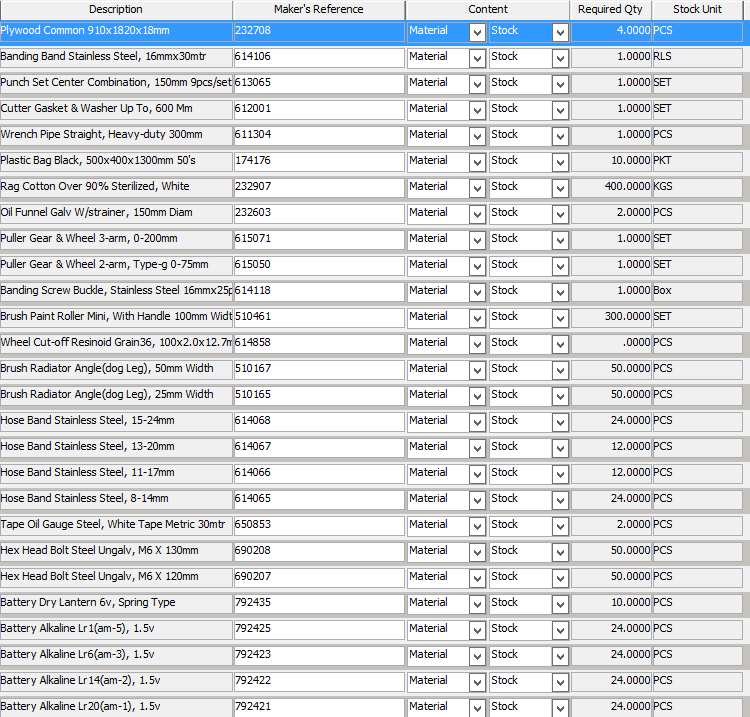 Description Maker's Reference Content Required Qty Stock Unit
Plywood Common 910x1820x18mm 232708 Material Stock 4.0000 PCS
Banding Band Stainless Steel, 16mmx30mtr 614106 Material Stock 1.0000 RLS
Punch Set Center Combination, 150mm 9pcs/set 613065 Material Stock 1.0000 SET
Cutter Gasket & Washer Up To, 600 Mm 612001 Material Stock 1.0000 SET
Wrench Pipe Straight, Heavy-duty 300mm 611304 Material Stock 1.0000 PCS
Plastic Bag Black, 500x400x1300mm 50's 174176 Material Stock 10.0000 PKT
Rag Cotton Over 90% Sterilized, White 232907 Material Stock 400.0000 KGS
Oil Funnel Galv W/strainer, 150mm Diam 232603 Material Stock 2.0000 PCS
Puller Gear & Wheel 3-arm, 0-200mm 615071 Material Stock 1.0000 SET
Puller Gear & Wheel 2-arm, Type-g 0-75mm 615050 Material Stock 1.0000 SET
Banding Screw Buckle, Stainless Steel 16mmx25p 614118 Material Stock 1.0000 Box
Brush Paint Roller Mini, With Handle 100mm Widt 510461 Material Stock 300.0000 SET
Wheel Cut-off Resinoid Grain36, 100x2.0x12.7m 614858 Material Stock .0000 PCS
Brush Radiator Angle(dog Leg), 50mm Width 510167 Material Stock 50.0000 PCS
Brush Radiator Angle(dog Leg), 25mm Width 510165 Material Stock 50.0000 PCS
Hose Band Stainless Steel, 15-24mm 614068 Material Stock 24.0000 PCS
Hose Band Stainless Steel, 13-20mm 614067 Material Stock 12.0000 PCS
Hose Band Stainless Steel, 11-17mm 614066 Material Stock 12.0000 PCS
Hose Band Stainless Steel, 8-14mm 614065 Material Stock 24.0000 PCS
Tape Oil Gauge Steel, White Tape Metric 30mtr 650853 Material Stock 2.0000 PCS
Hex Head Bolt Steel Ungalv, M6 X 130mm 690208 Material Stock 50.0000 PCS
Hex Head Bolt Steel Ungalv, M6 X 120mm 690207 Material Stock 50.0000 PCS
Battery Dry Lantern 6v, Spring Type 792435 Material Stock 10.0000 PCS
Battery Alkaline Lr1(am-5), 1.5v 792425 Material Stock 24.0000 PCS
Battery Alkaline Lr6(am-3), 1.5v 792423 Material Stock 24.0000 PCS
Battery Alkaline Lr14(am-2), 1.5v 792422 Material Stock 24.0000 PCS
Battery Alkaline Lr20(am-1), 1.5v 792421 Material Stock 24.0000 PCS